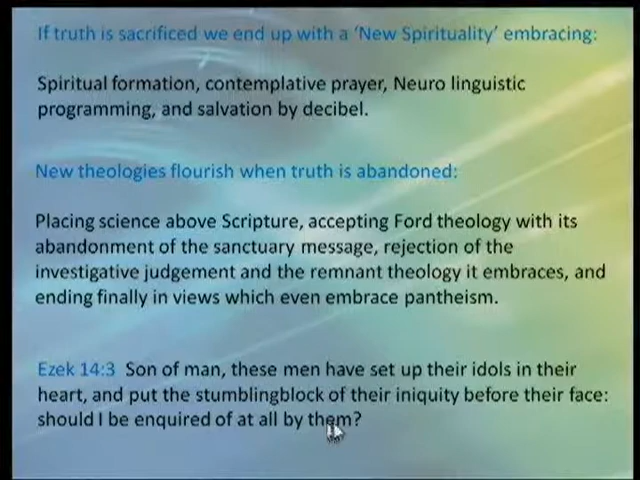 If truth is sacrificed we end up with a ‘New Spirituality’ embracing:
Spiritual formation, contemplative prayer, Neuro linguistic
programming, and salvation by decibel.
New theologies flourish when truth is abandoned:
Placing science above Scripture, accepting Ford theology with its
abandonment of the sanctuary message, rejection of the
investigative judgement and the remnant theology it embraces, and
ending finally in views which even embrace pantheism.
Ezek 14:3 Son of man, these men have set up their idols in their
heart, and put the stumblingblock of their iniquity before their face:
should I be enquired of at all by them?